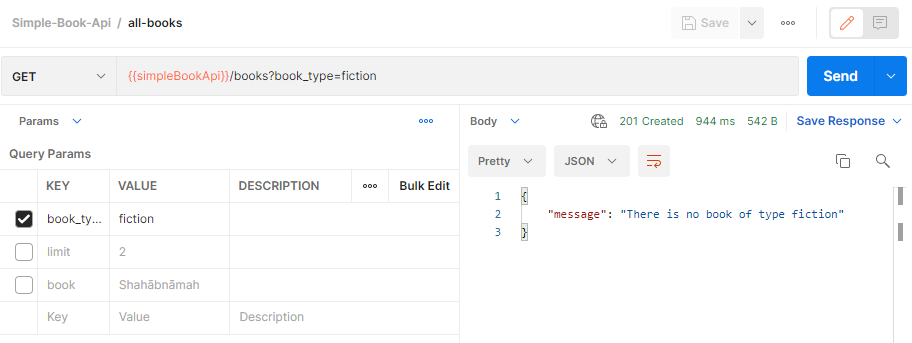 Simple-Book-Api / all-books
Save
GET {{simpleBookApi}}/books?book_type=fiction Send
Params
Query Params
KEY VALUE DESCRIPTION Bulk Edit
book_ty... fiction
limit 2
book Shahābnāmah
Key Value Description
Body 201 Created 944 ms 542 B Save Response
Pretty JSON
1 {
2 "message": "There is no book of type fiction"
3 }